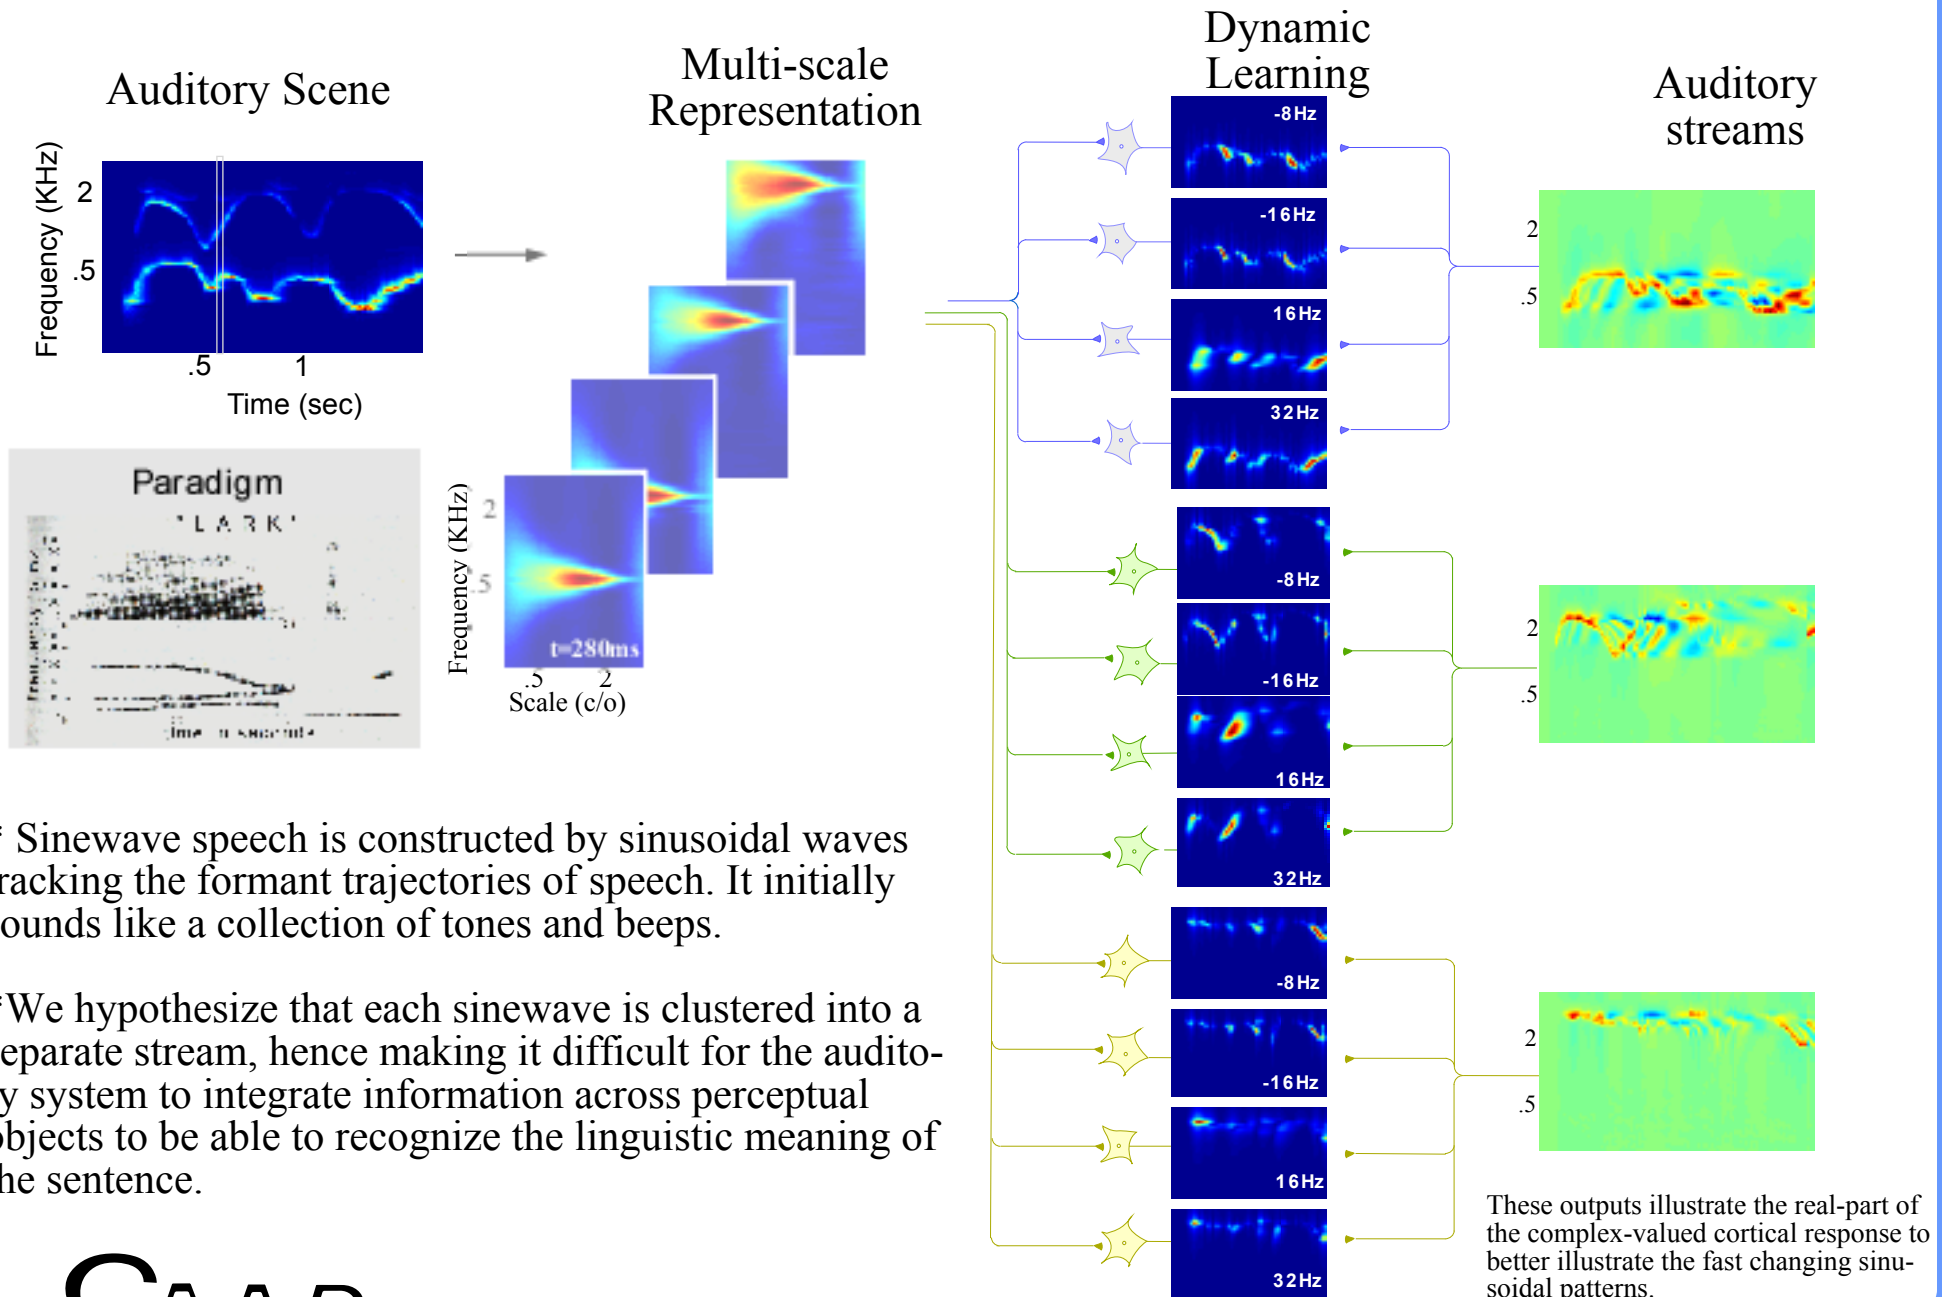 Auditory Scene
Multi-scale
Representation
Dynamic
Learning
Auditory
streams
Frequency (KHz)
2
.5
.5
1
Time (sec)
Paradigm
"LARK"
Frequency (KHz)
2
.5
t=280ms
.5
2
Scale (c/o)
-8Hz
-16Hz
16Hz
32Hz
-8Hz
-16Hz
16Hz
32Hz
-8Hz
-16Hz
16Hz
32Hz
2
.5
2
.5
2
.5
* Sinewave speech is constructed by sinusoidal waves
racking the formant trajectories of speech. It initially
ounds like a collection of tones and beeps.
*We hypothesize that each sinewave is clustered into a
eparate stream, hence making it difficult for the audito-
y system to integrate information across perceptual
objects to be able to recognize the linguistic meaning of
he sentence.
These outputs illustrate the real-part of
the complex-valued cortical response to
better illustrate the fast changing sinu-
soidal patterns.